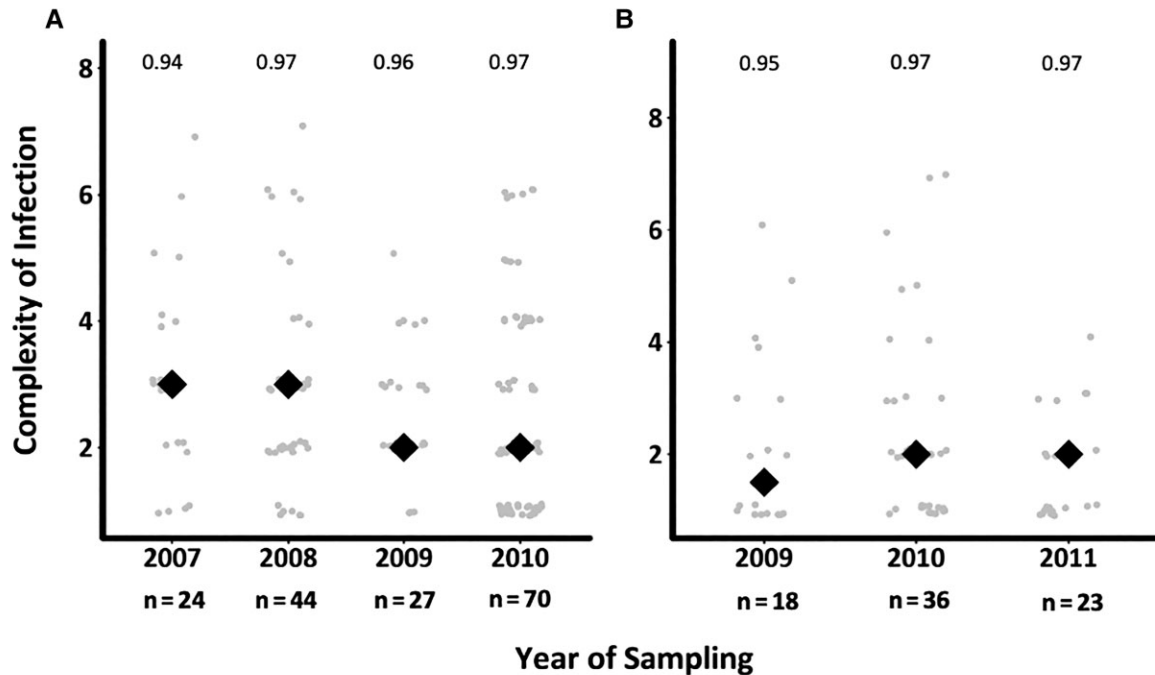 A
B
0.94 0.97 0.96 0.97
0.95 0.97 0.97
8
6
4
2
8
6
4
2
Complexity of Infection
2007 2008 2009 2010
n=24 n=44 n=27 n=70
2009 2010 2011
n=18 n=36 n=23
Year of Sampling